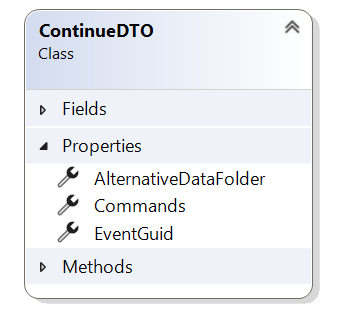 ContinueDTO
Class
Fields
Properties
AlternativeDataFolder
Commands
EventGuid
Methods